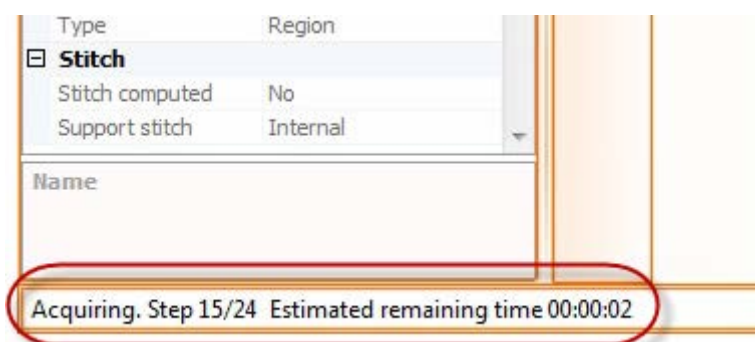 Type Region
Stitch
Stitch computed No
Support stitch Internal
Name
Acquiring. Step 15/24 Estimated remaining time 00:00:02